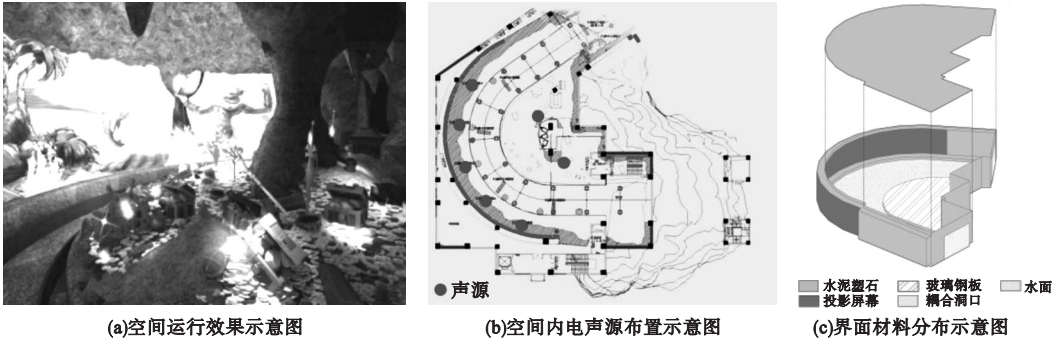 声源
水泥塑石 玻璃钢板 水面
投影屏幕 耦合洞口
(a)空间运行效果示意图 (b)空间内电声源布置示意图 (c)界面材料分布示意图